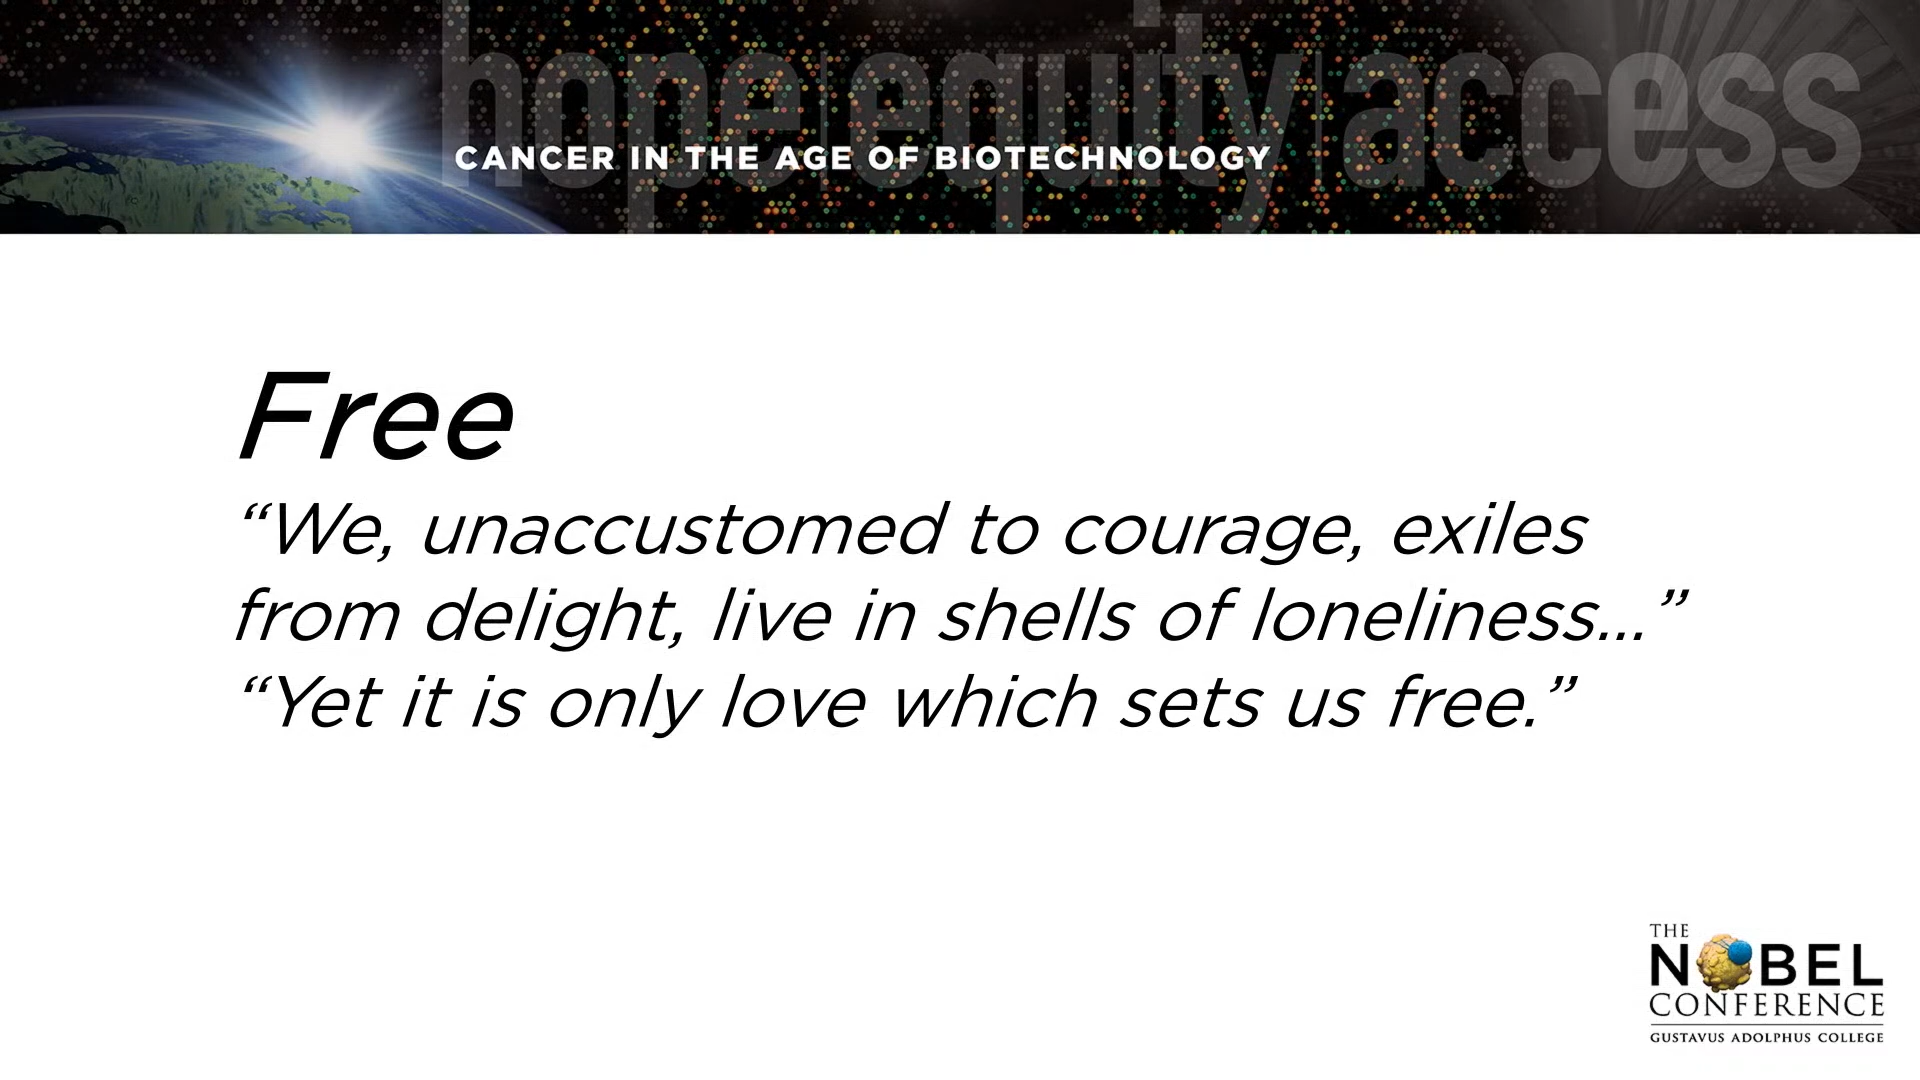 hope|equity|access
CANCER IN THE AGE OF BIOTECHNOLOGY
Free
“We, unaccustomed to courage, exiles
from delight, live in shells of loneliness...”
“Yet it is only love which sets us free.”
THE
NOBEL
CONFERENCE
GUSTAVUS ADOLPHUS COLLEGE